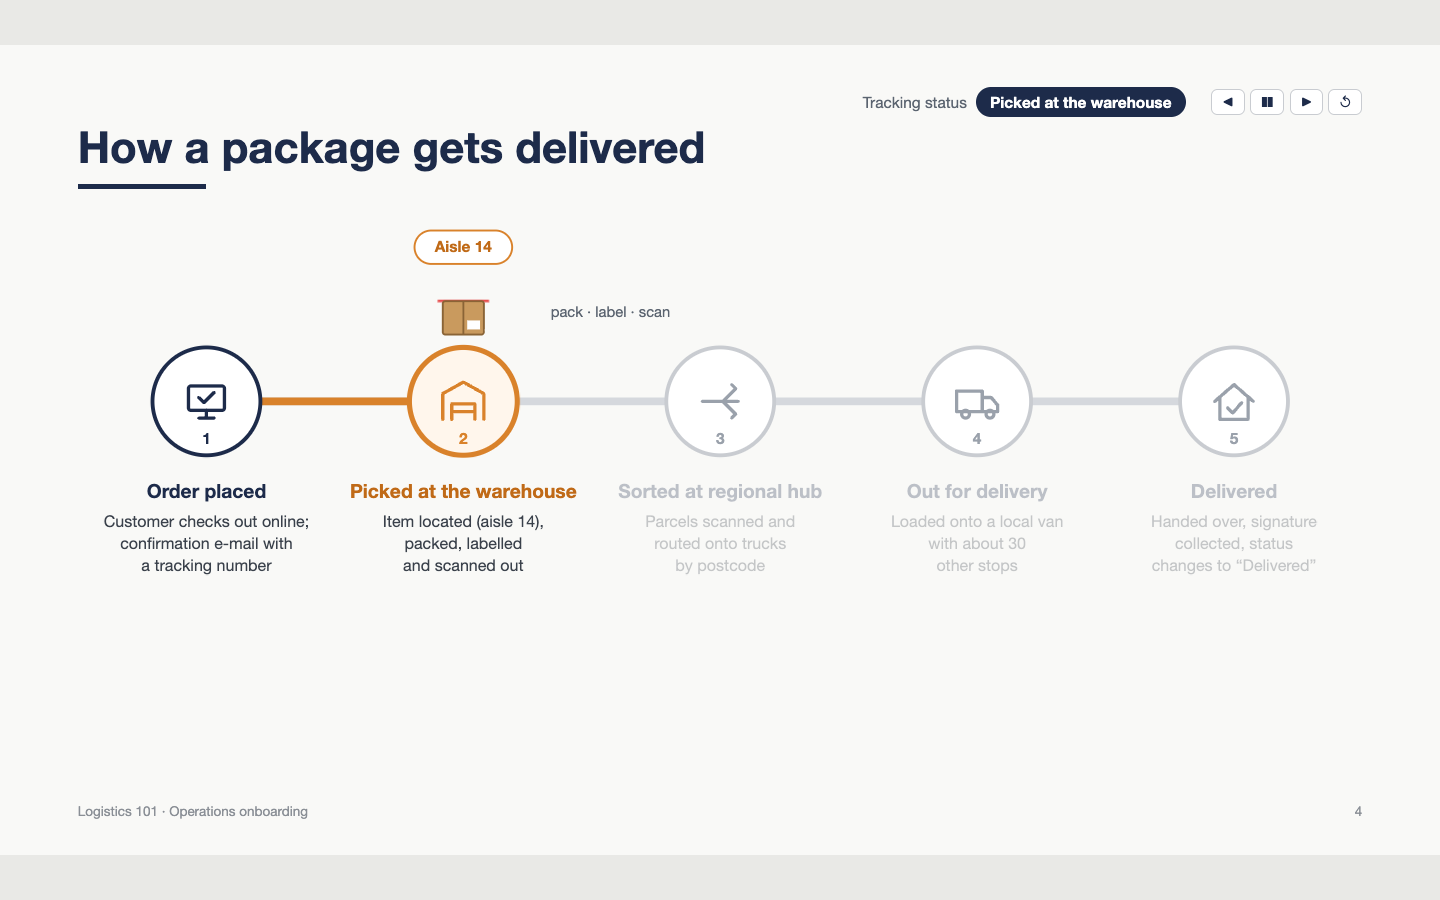 Tracking status Picked at the warehouse
How a package gets delivered
Aisle 14
pack · label · scan
1
2
3
4
5
Order placed
Customer checks out online;
confirmation e-mail with
a tracking number
Picked at the warehouse
Item located (aisle 14),
packed, labelled
and scanned out
Sorted at regional hub
Parcels scanned and
routed onto trucks
by postcode
Out for delivery
Loaded onto a local van
with about 30
other stops
Delivered
Handed over, signature
collected, status
changes to “Delivered”
Logistics 101 · Operations onboarding
4